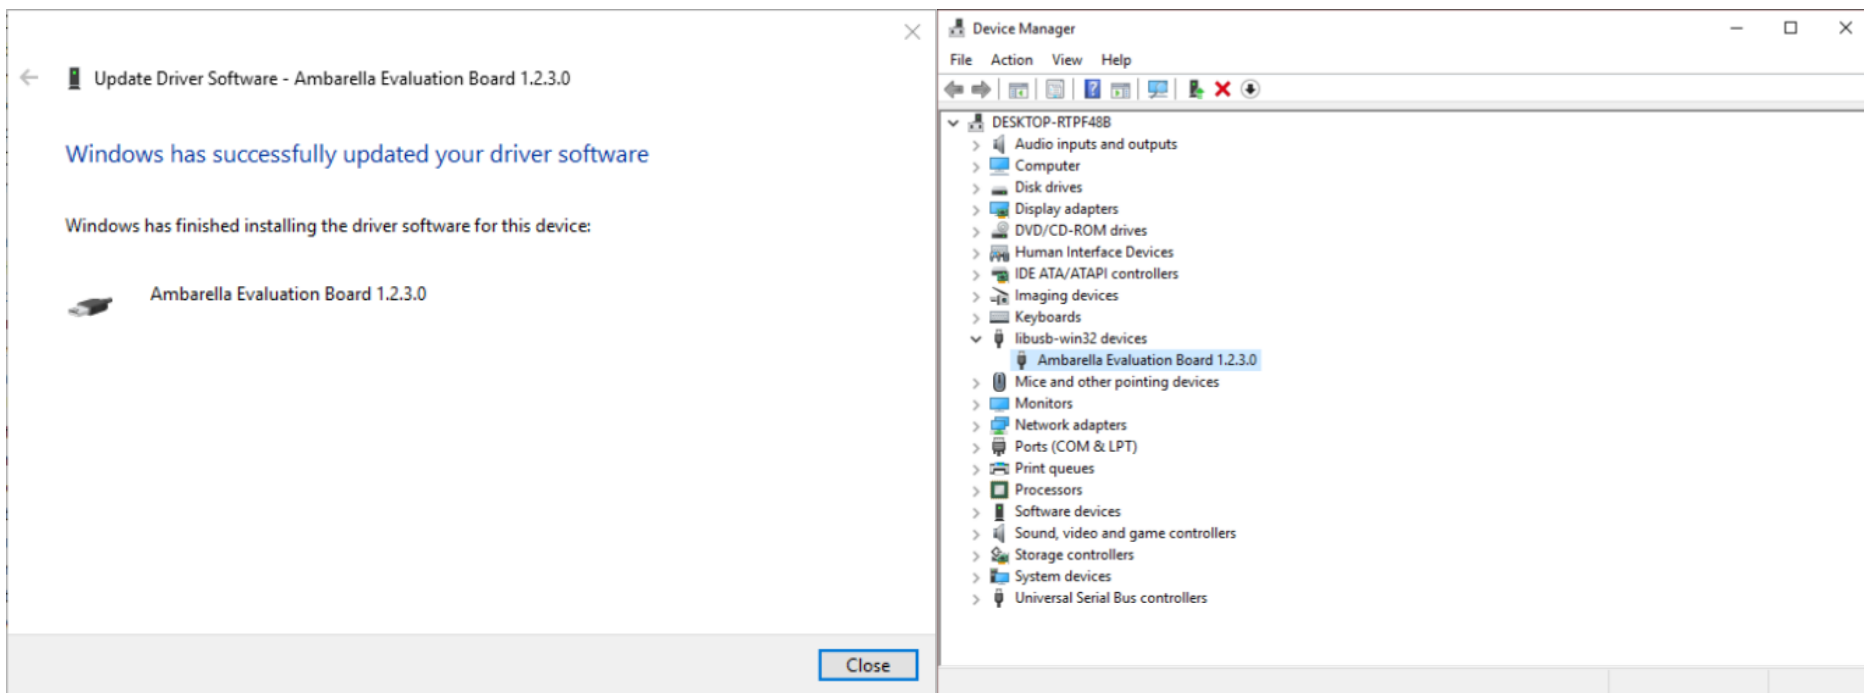 Update Driver Software - Ambarella Evaluation Board 1.2.3.0
Windows has successfully updated your driver software
Windows has finished installing the driver software for this device:
Ambarella Evaluation Board 1.2.3.0
Close
Device Manager
File Action View Help
DESKTOP-RTPF48B
Audio inputs and outputs
Computer
Disk drives
Display adapters
DVD/CD-ROM drives
Human Interface Devices
IDE ATA/ATAPI controllers
Imaging devices
Keyboards
libusb-win32 devices
Ambarella Evaluation Board 1.2.3.0
Mice and other pointing devices
Monitors
Network adapters
Ports (COM & LPT)
Print queues
Processors
Software devices
Sound, video and game controllers
Storage controllers
System devices
Universal Serial Bus controllers